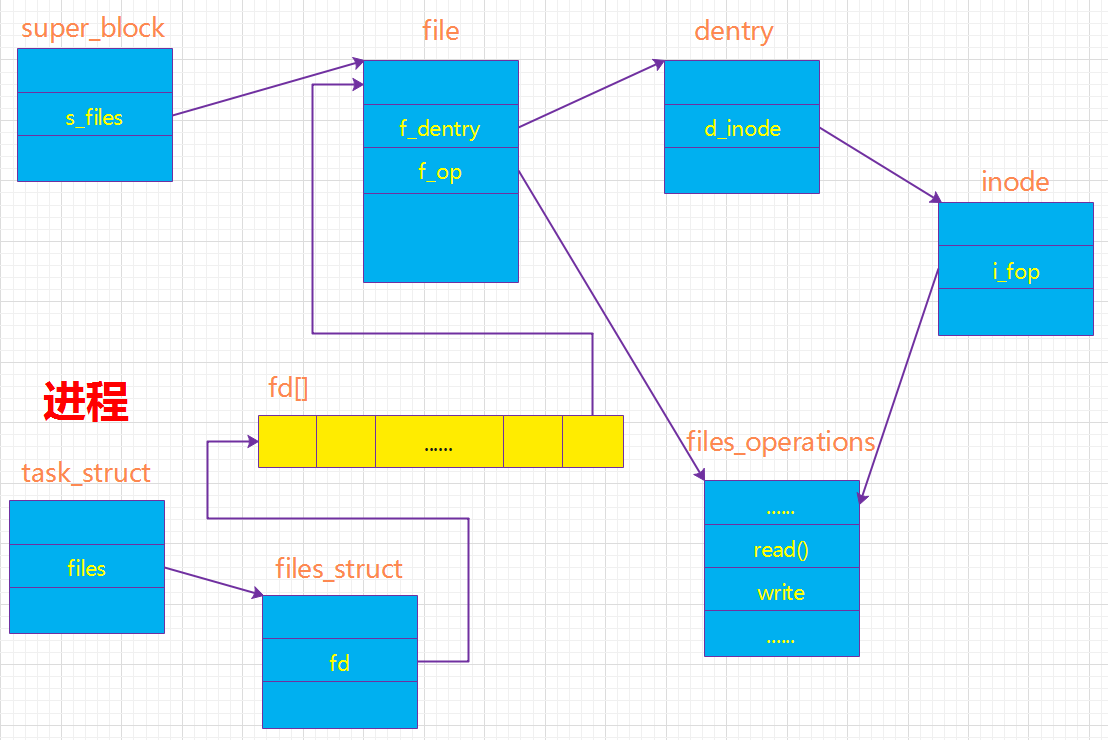 super_block
s_files
file
f_dentry
f_op
dentry
d_inode
inode
i_fop
进程
fd[]
......
task_struct
files
files_struct
fd
files_operations
......
read()
write
......